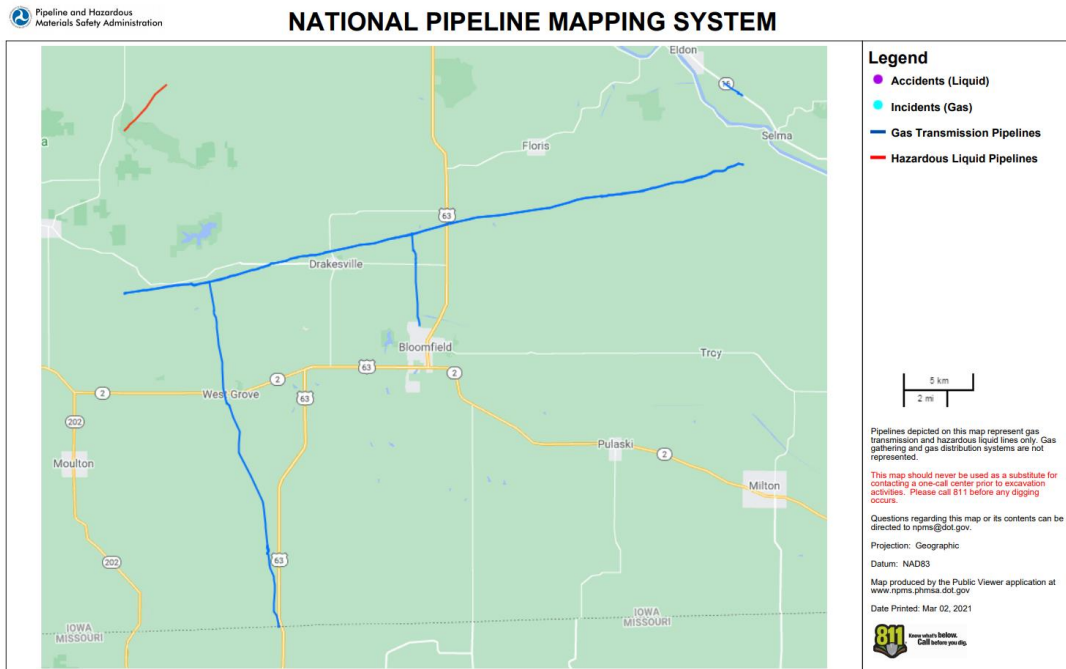 Pipeline and Hazardous
Materials Safety Administration
NATIONAL PIPELINE MAPPING SYSTEM
Eldon
16
Selma
Floris
a
63
Drakesville
Bloomfield
Troy
63
2
2
2
West Grove
63
202
Moulton
Pulaski
2
Milton
202
63
IOWA
MISSOURI
IOWA
MISSOURI
Legend
Accidents (Liquid)
Incidents (Gas)
Gas Transmission Pipelines
Hazardous Liquid Pipelines
5 km
2 mi
Pipelines depicted on this map represent gas
transmission and hazardous liquid lines only. Gas
gathering and gas distribution systems are not
represented.
This map should never be used as a substitute for
contacting a one-call center prior to excavation
activities. Please call 811 before any digging
occurs.
Questions regarding this map or its contents can be
directed to npms@dot.gov.
Projection: Geographic
Datum: NAD83
Map produced by the Public Viewer application at
www.npms.phmsa.dot.gov
Date Printed: Mar 02, 2021
811
Know what's below.
Call before you dig.